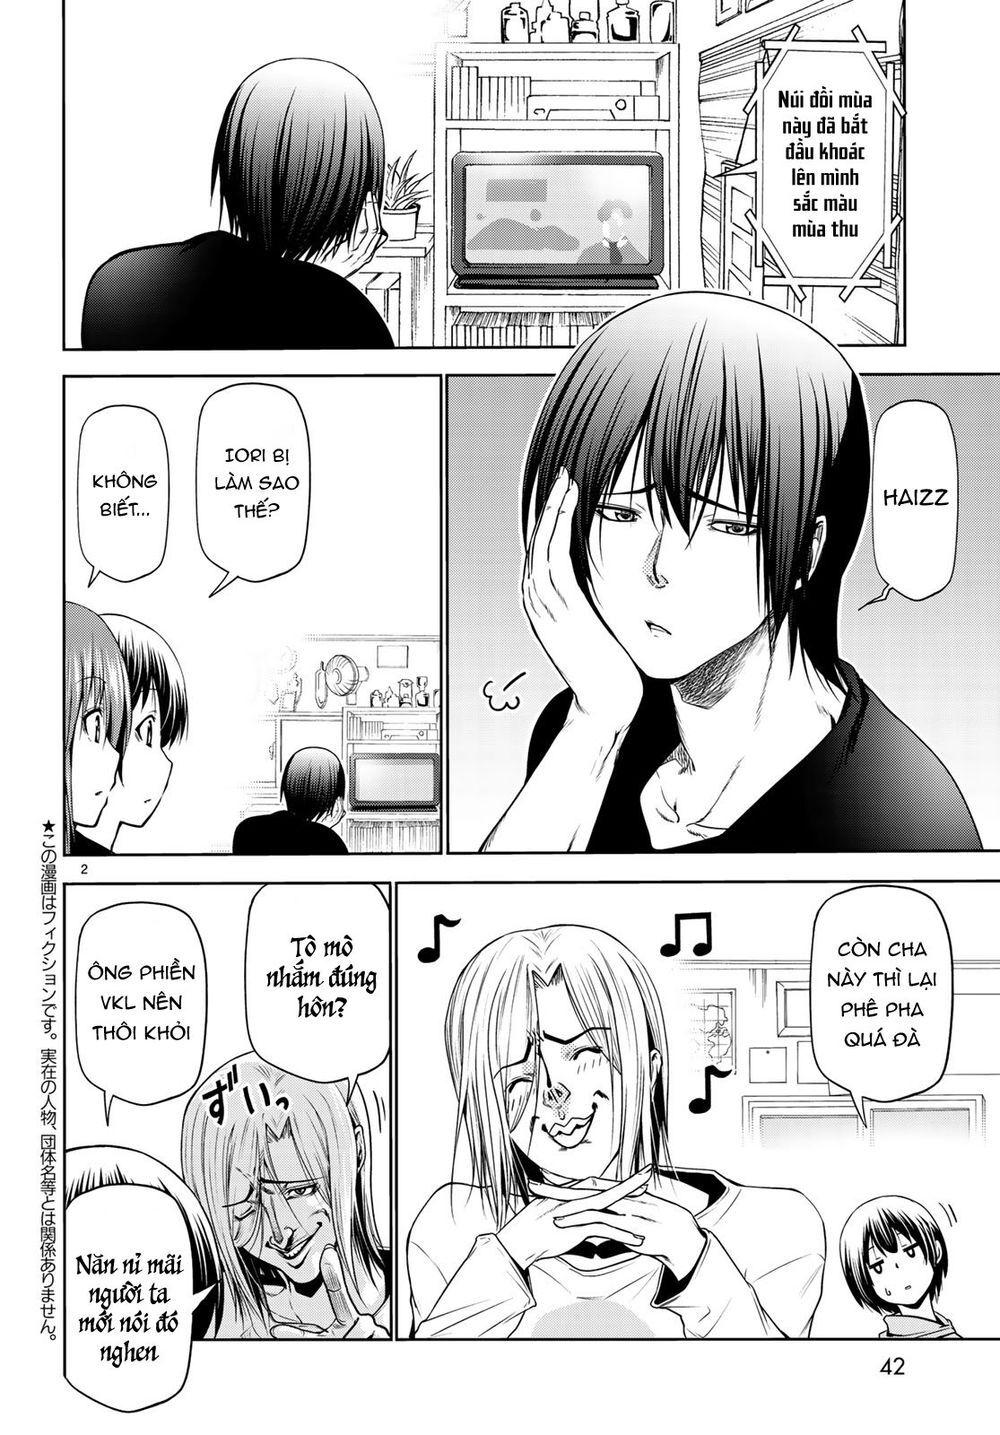 Núi đồi mùa
này đã bắt
đầu khoác
lên mình
sắc màu
mùa thu
HAIZZ
IORI BỊ
LÀM SAO
THẾ?
KHÔNG
BIẾT...
2
CÒN CHA
NÀY THÌ LẠI
PHÊ PHA
QUÁ ĐÀ
Tò mò
nhắm đúng
hôn?
ÔNG PHIỀN
VKL NÊN
THÔI KHỎI
ずいっ
Năn nỉ mãi
người ta
mới nói đó
nghen
★この漫画はフィクションです。実在の人物、団体名等とは関係ありません。
42